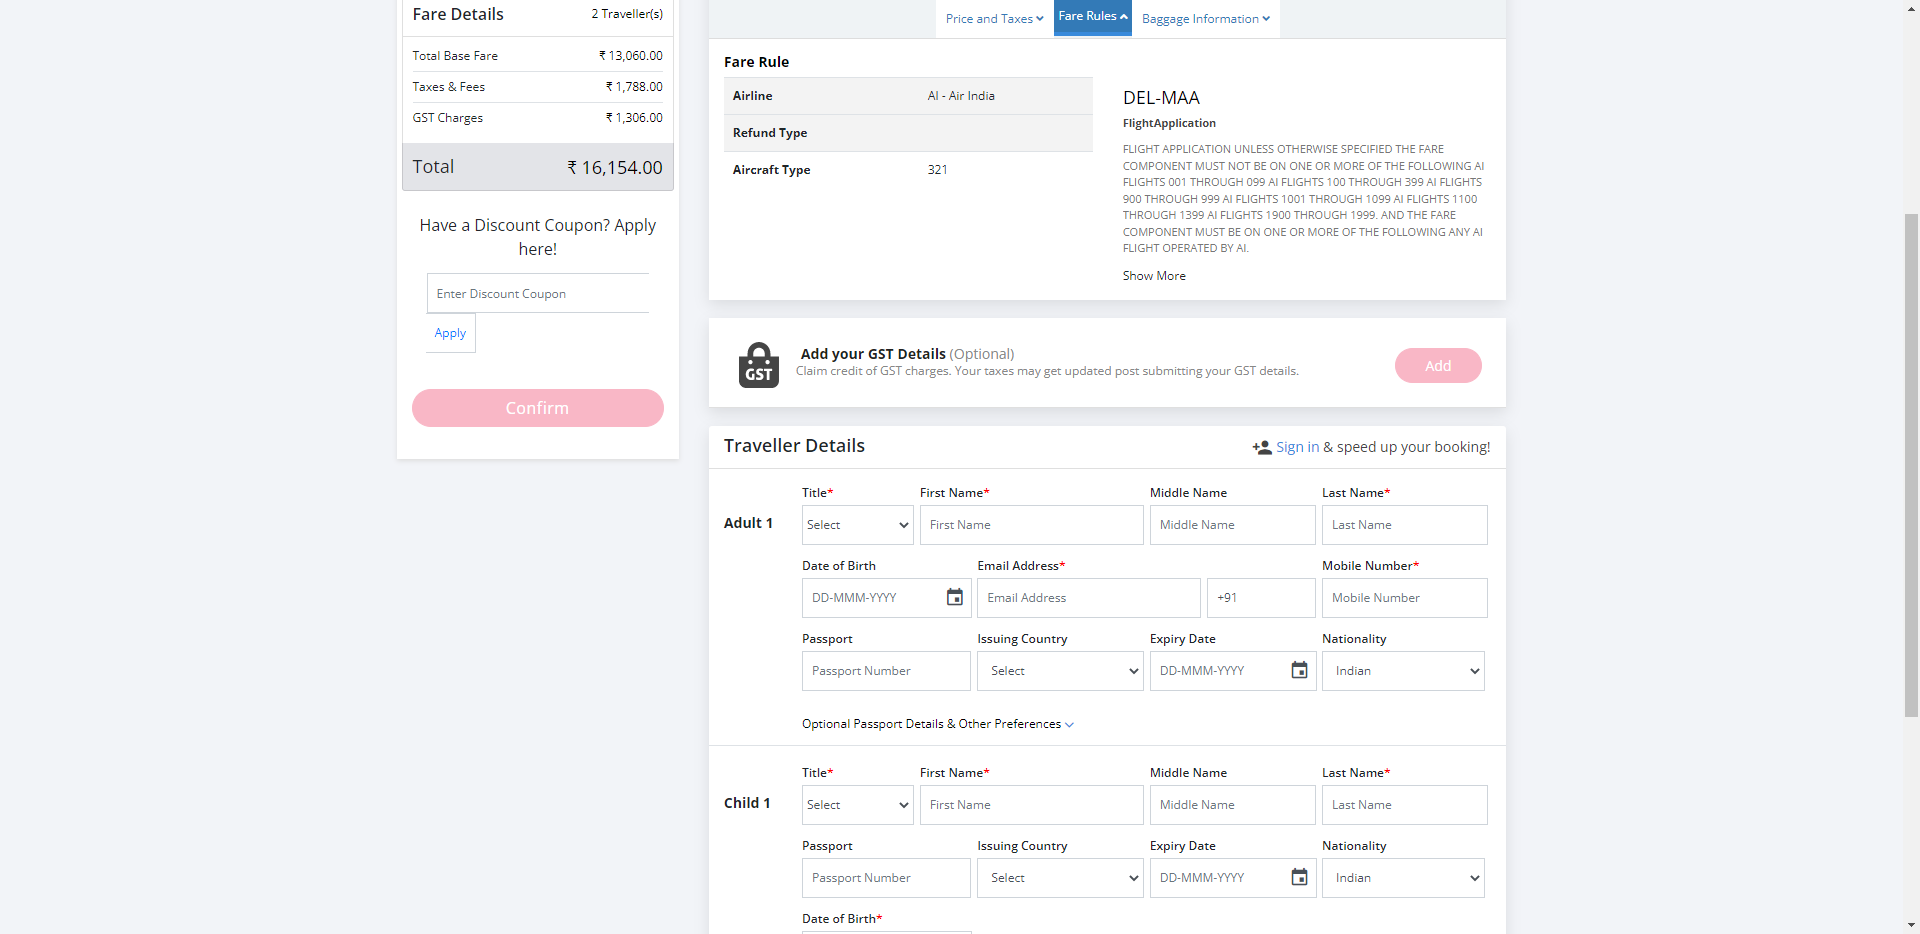 Fare Details 2 Traveller(s)
Total Base Fare ₹ 13,060.00
Taxes & Fees ₹ 1,788.00
GST Charges ₹ 1,306.00
Total ₹ 16,154.00
Have a Discount Coupon? Apply
here!
Enter Discount Coupon
Apply
Confirm
Price and Taxes Fare Rules Baggage Information
Fare Rule
Airline AI - Air India
Refund Type
Aircraft Type 321
DEL-MAA
FlightApplication
FLIGHT APPLICATION UNLESS OTHERWISE SPECIFIED THE FARE
COMPONENT MUST NOT BE ON ONE OR MORE OF THE FOLLOWING AI
FLIGHTS 001 THROUGH 099 AI FLIGHTS 100 THROUGH 399 AI FLIGHTS
900 THROUGH 999 AI FLIGHTS 1001 THROUGH 1099 AI FLIGHTS 1100
THROUGH 1399 AI FLIGHTS 1900 THROUGH 1999. AND THE FARE
COMPONENT MUST BE ON ONE OR MORE OF THE FOLLOWING ANY AI
FLIGHT OPERATED BY AI.
Show More
GST
Add your GST Details (Optional)
Claim credit of GST charges. Your taxes may get updated post submitting your GST details.
Add
Traveller Details Sign in & speed up your booking!
Adult 1
Title* First Name* Middle Name Last Name*
Select First Name Middle Name Last Name
Date of Birth Email Address* Mobile Number*
DD-MMM-YYYY Email Address +91 Mobile Number
Passport Issuing Country Expiry Date Nationality
Passport Number Select DD-MMM-YYYY Indian
Optional Passport Details & Other Preferences
Child 1
Title* First Name* Middle Name Last Name*
Select First Name Middle Name Last Name
Passport Issuing Country Expiry Date Nationality
Passport Number Select DD-MMM-YYYY Indian
Date of Birth*